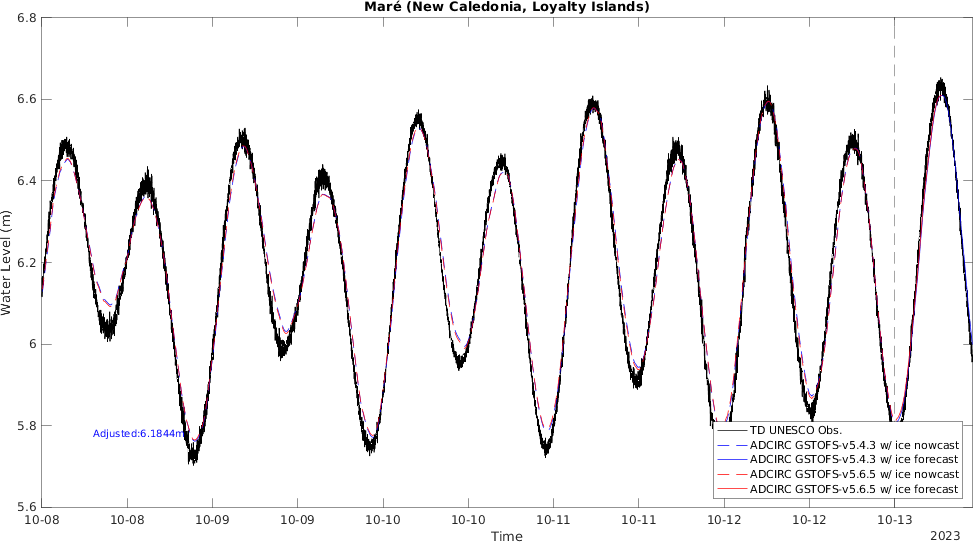 Maré (New Caledonia, Loyalty Islands)
6.8
6.6
6.4
6.2
6
5.8
5.6
Water Level (m)
Adjusted:6.1844m
TD UNESCO Obs.
ADCIRC GSTOFS-v5.4.3 w/ ice nowcast
ADCIRC GSTOFS-v5.4.3 w/ ice forecast
ADCIRC GSTOFS-v5.6.5 w/ ice nowcast
ADCIRC GSTOFS-v5.6.5 w/ ice forecast
10-08 10-08 10-09 10-09 10-10 10-10 10-11 10-11 10-12 10-12 10-13
Time
2023